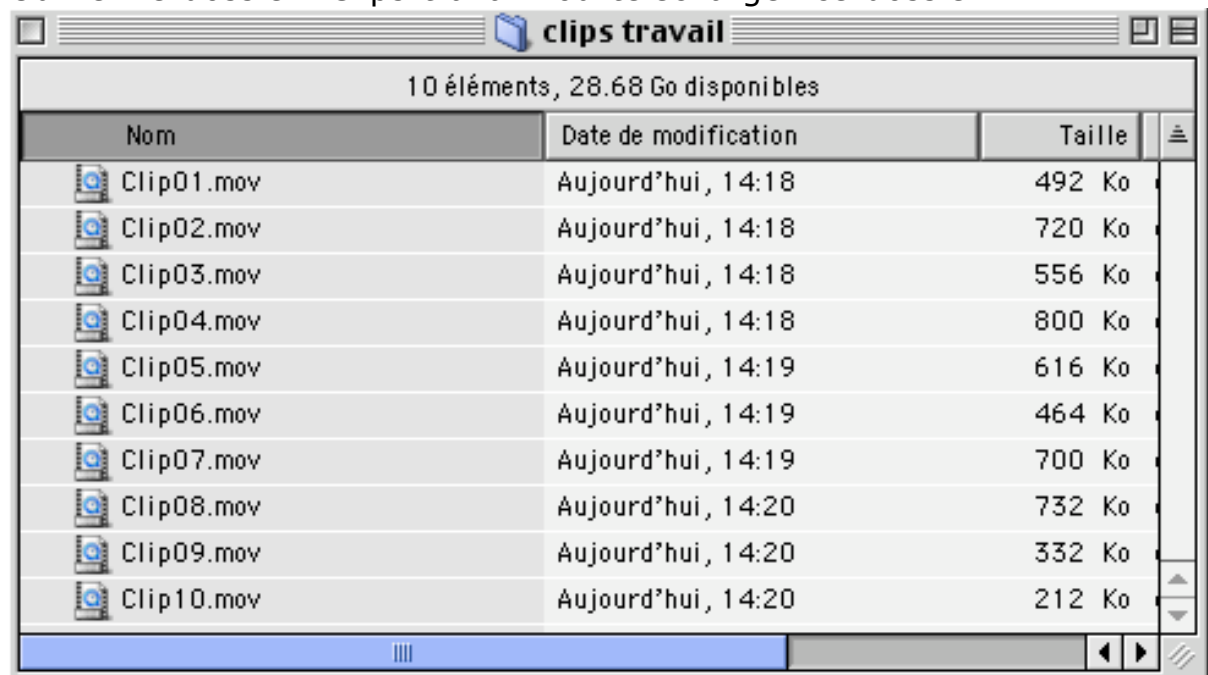 clips travail
10 éléments, 28.68 Go disponibles
Nom Date de modification Taille
Clip01.mov Aujourd'hui, 14:18 492 Ko
Clip02.mov Aujourd'hui, 14:18 720 Ko
Clip03.mov Aujourd'hui, 14:18 556 Ko
Clip04.mov Aujourd'hui, 14:18 800 Ko
Clip05.mov Aujourd'hui, 14:19 616 Ko
Clip06.mov Aujourd'hui, 14:19 464 Ko
Clip07.mov Aujourd'hui, 14:19 700 Ko
Clip08.mov Aujourd'hui, 14:20 732 Ko
Clip09.mov Aujourd'hui, 14:20 332 Ko
Clip10.mov Aujourd'hui, 14:20 212 Ko